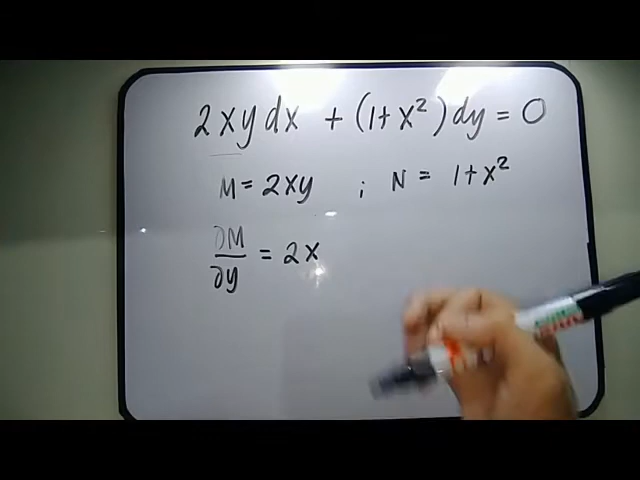 2xy dx + (1+x²) dy = 0
M = 2xy ; N = 1+x²
∂M/∂y = 2x